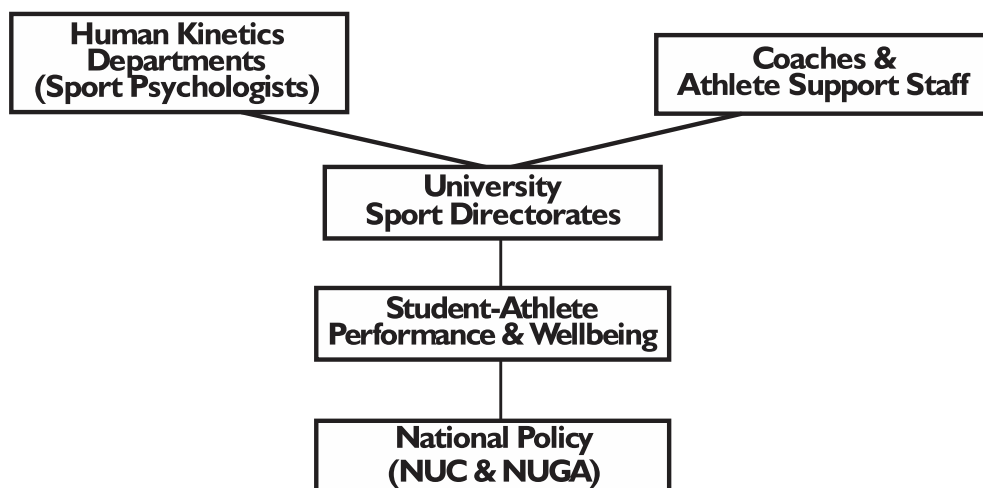 Human Kinetics
Departments
(Sport Psychologists)
Coaches &
Athlete Support Staff
University
Sport Directorates
Student-Athlete
Performance & Wellbeing
National Policy
(NUC & NUGA)